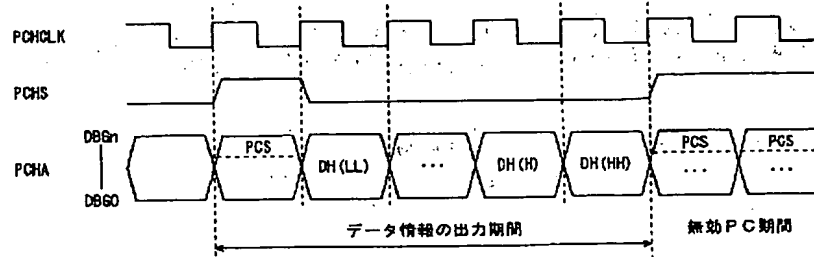 PCHCLK
PCHS
DBGn
PCHA
DBG0
PCS DH(LL) ... DH(H) DH(HH) PCS PCS
... ...
データ情報の出力期間 無効PC期間